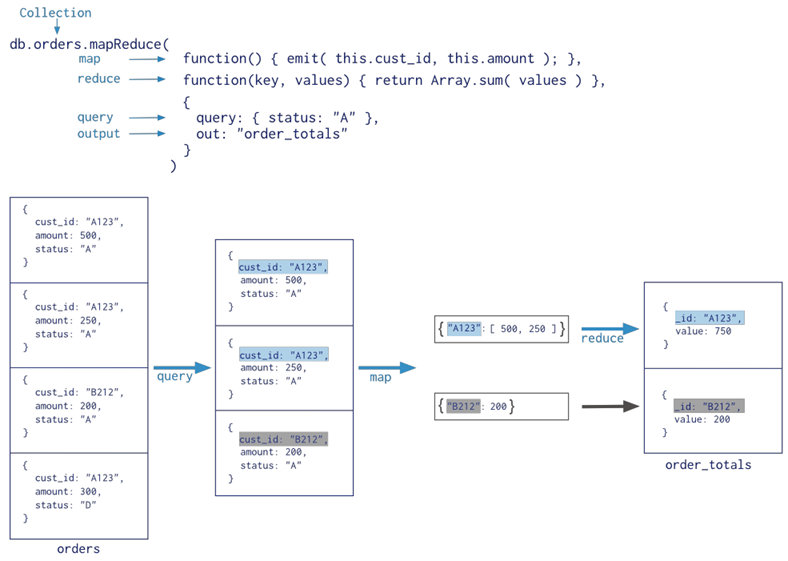 Collection
db.orders.mapReduce(
map function() { emit( this.cust_id, this.amount ); },
reduce function(key, values) { return Array.sum( values ) },
{
query query: { status: "A" },
output out: "order_totals"
}
)
{
cust_id: "A123",
amount: 500,
status: "A"
}
{
cust_id: "A123",
amount: 250,
status: "A"
}
{
cust_id: "B212",
amount: 200,
status: "A"
}
{
cust_id: "A123",
amount: 300,
status: "D"
}
orders
query
{
cust_id: "A123",
amount: 500,
status: "A"
}
{
cust_id: "A123",
amount: 250,
status: "A"
}
{
cust_id: "B212",
amount: 200,
status: "A"
}
map
{"A123": [ 500, 250 ]}
{"B212": 200}
reduce
{
_id: "A123",
value: 750
}
{
_id: "B212",
value: 200
}
order_totals